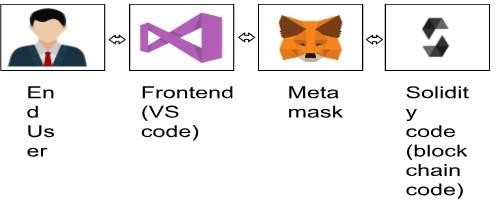 En
d
Us
er
Frontend
(VS
code)
Meta
mask
Solidit
y
code
(block
chain
code)